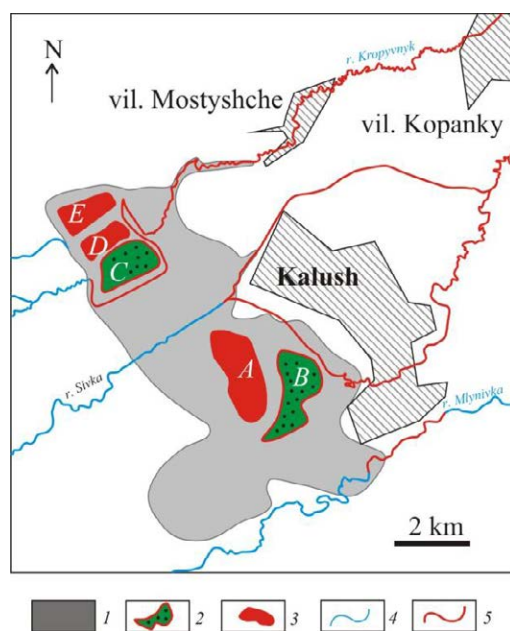 N
r. Kropyvnyk
vil. Mostyshche
vil. Kopanky
E
D
C
Kalush
A
B
r. Sivka
r. Mlynivka
2 km
1
2
3
4
5